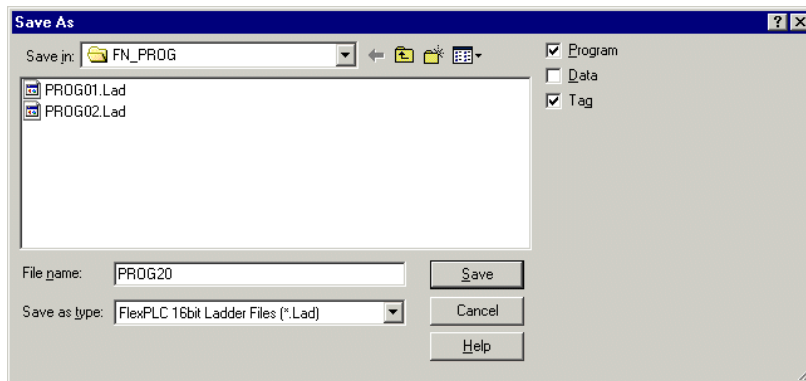 Save As
Save in: FN_PROG
Program
Data
Tag
PROG01.Lad
PROG02.Lad
File name: PROG20
Save
Save as type: FlexPLC 16bit Ladder Files (*.Lad)
Cancel
Help